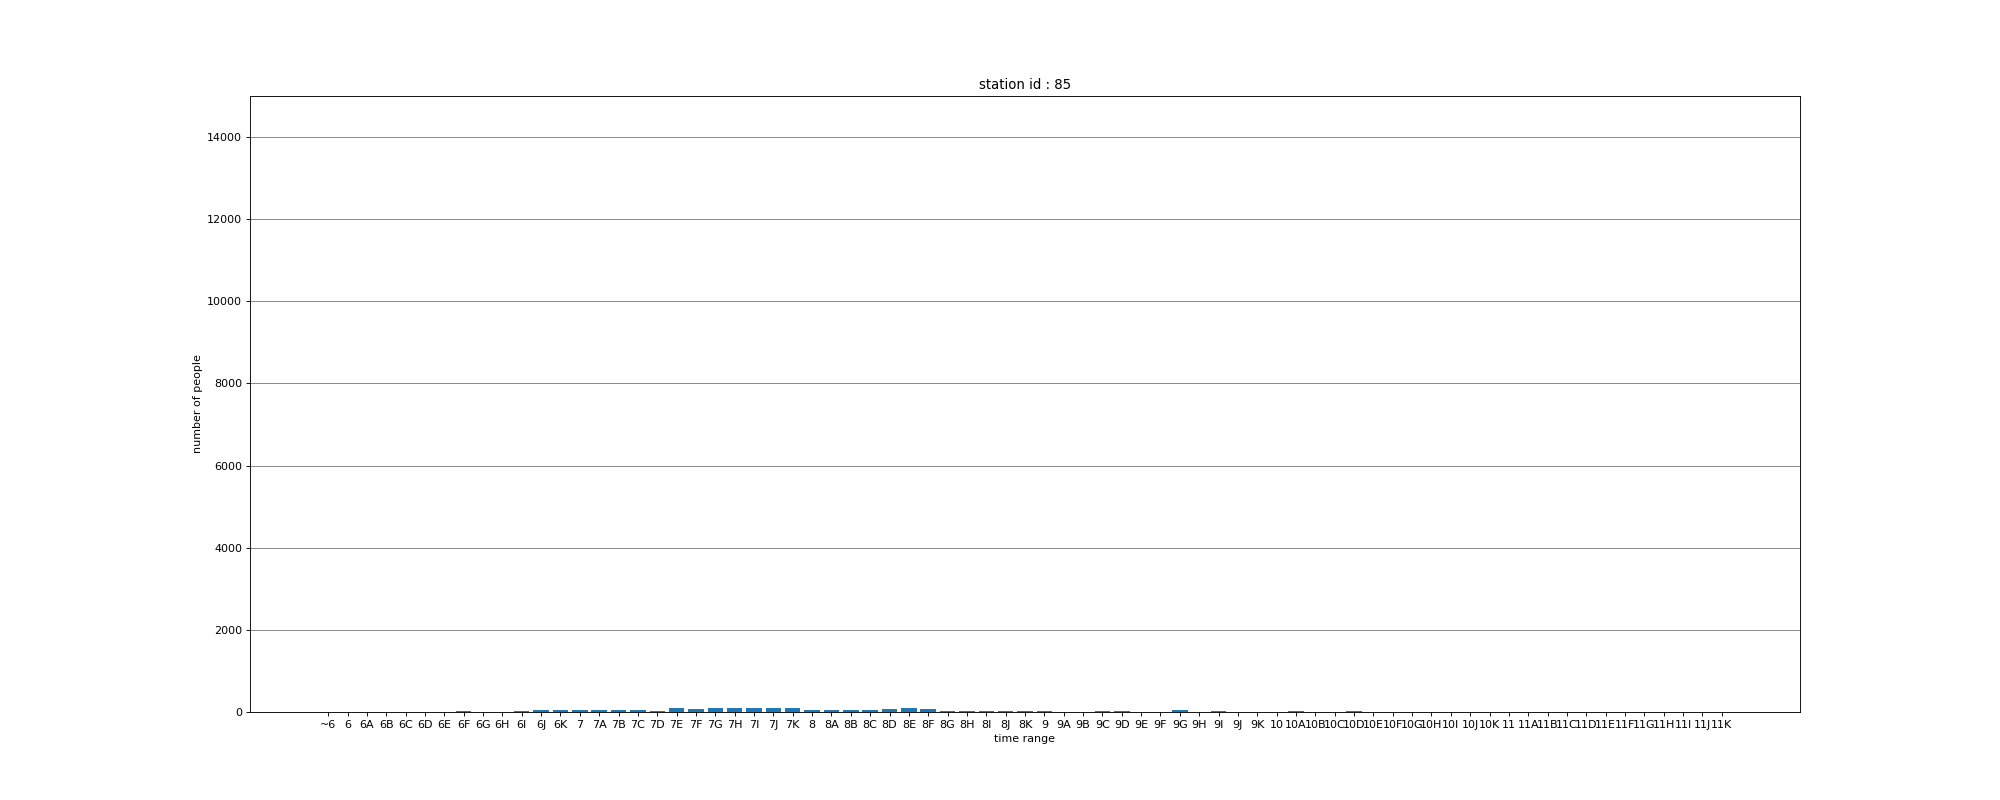 station id : 85
14000
12000
10000
8000
6000
4000
2000
0
number of people
~6 6 6A 6B 6C 6D 6E 6F 6G 6H 6I 6J 6K 7 7A 7B 7C 7D 7E 7F 7G 7H 7I 7J 7K 8 8A 8B 8C 8D 8E 8F 8G 8H 8I 8J 8K 9 9A 9B 9C 9D 9E 9F 9G 9H 9I 9J 9K 10 10A 10B 10C 10D 10E 10F 10G 10H 10I 10J 10K 11 11A 11B 11C 11D 11E 11F 11G 11H 11I 11J 11K
time range